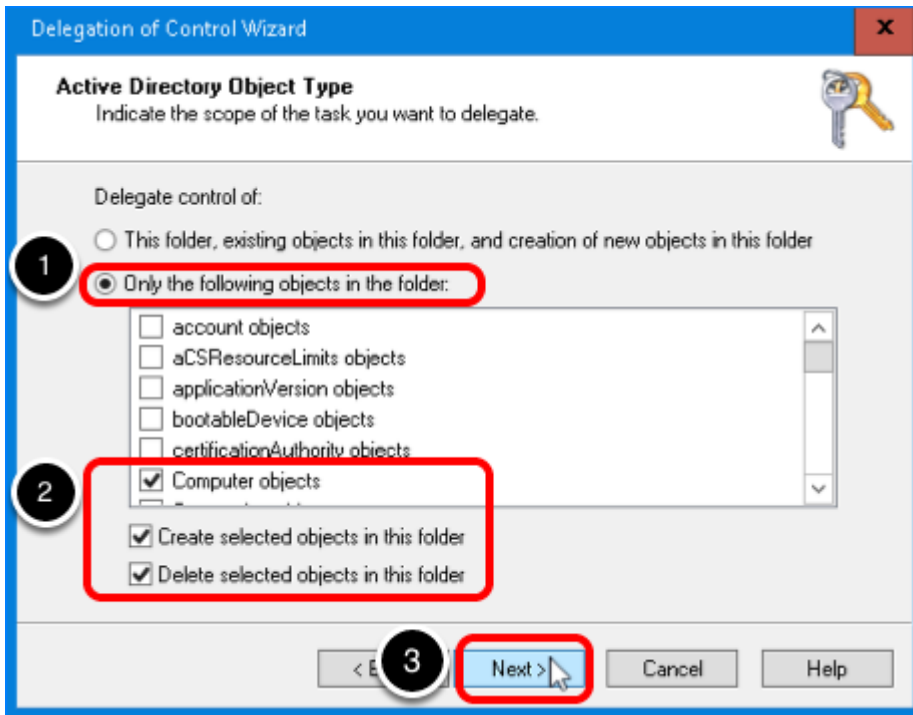 Delegation of Control Wizard
x
Active Directory Object Type
Indicate the scope of the task you want to delegate.
Delegate control of:
This folder, existing objects in this folder, and creation of new objects in this folder
1
Only the following objects in the folder:
account objects
aCSResourceLimits objects
applicationVersion objects
bootableDevice objects
certificationAuthority objects
2
Computer objects
Create selected objects in this folder
Delete selected objects in this folder
<
3
Next >
Cancel
Help